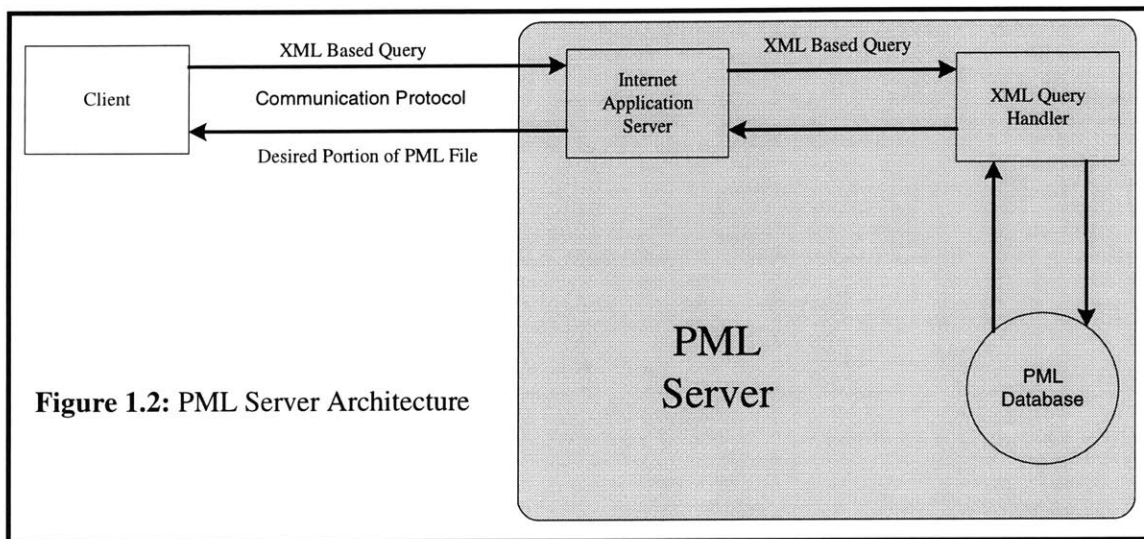 XML Based Query
XML Based Query
Client
Communication Protocol
Internet
Application
Server
XML Query
Handler
Desired Portion of PML File
PML
Server
PML
Database
Figure 1.2: PML Server Architecture